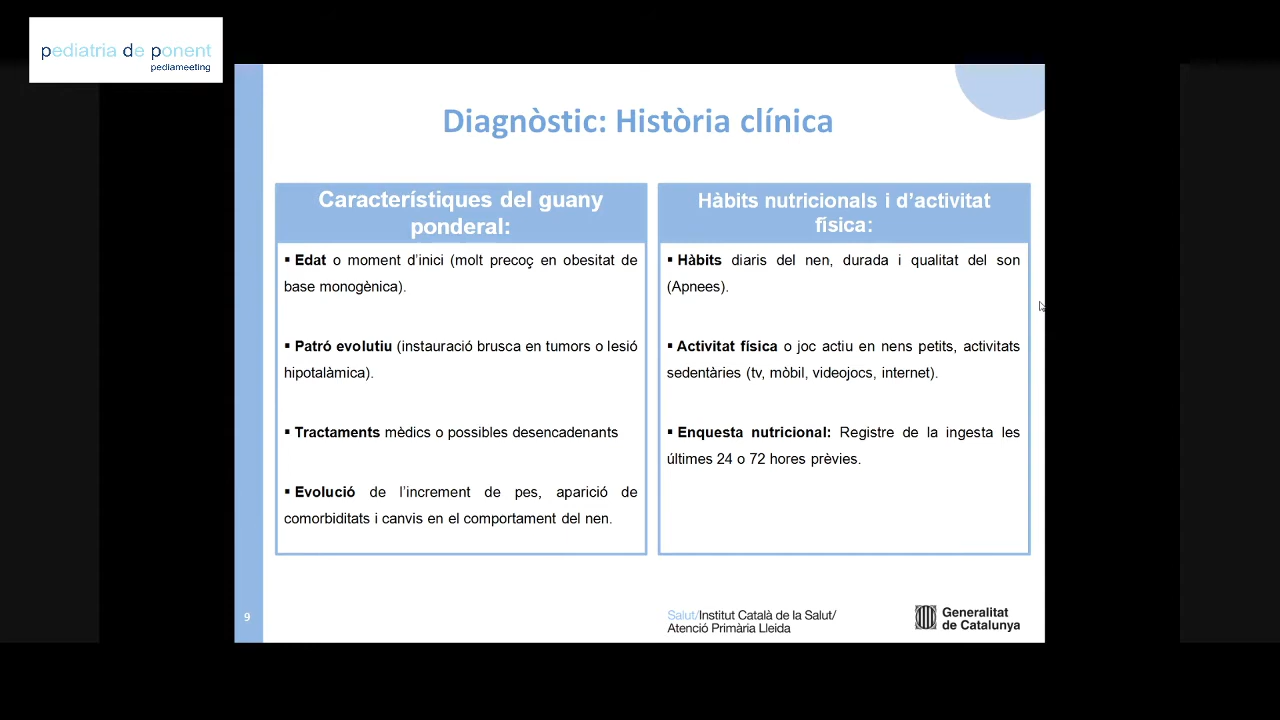 pediatria de ponent
pediameeting
Diagnòstic: Història clínica
Característiques del guany
ponderal:
▪ Edat o moment d’inici (molt precoç en obesitat de
base monogènica).
▪ Patró evolutiu (instauració brusca en tumors o lesió
hipotalàmica).
▪ Tractaments mèdics o possibles desencadenants
▪ Evolució de l’increment de pes, aparició de
comorbiditats i canvis en el comportament del nen.
Hàbits nutricionals i d’activitat
física:
▪ Hàbits diaris del nen, durada i qualitat del son
(Apnees).
▪ Activitat física o joc actiu en nens petits, activitats
sedentàries (tv, mòbil, videojocs, internet).
▪ Enquesta nutricional: Registre de la ingesta les
últimes 24 o 72 hores prèvies.
9
Salut/Institut Català de la Salut/
Atenció Primària Lleida
Generalitat
de Catalunya